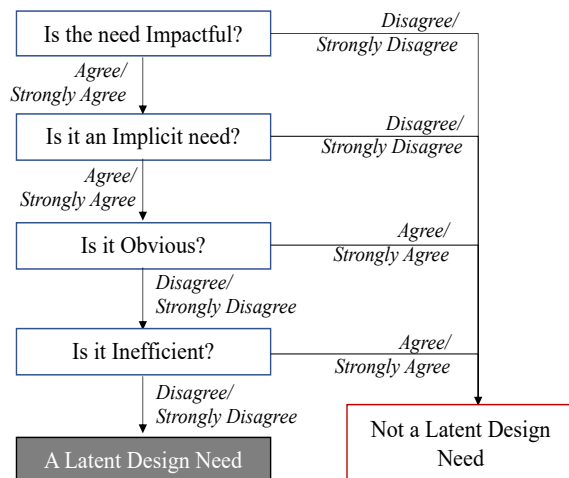 Is the need Impactful?
Disagree/
Strongly Disagree
Agree/
Strongly Agree
Is it an Implicit need?
Disagree/
Strongly Disagree
Agree/
Strongly Agree
Is it Obvious?
Agree/
Strongly Agree
Disagree/
Strongly Disagree
Is it Inefficient?
Agree/
Strongly Agree
Disagree/
Strongly Disagree
A Latent Design Need
Not a Latent Design
Need